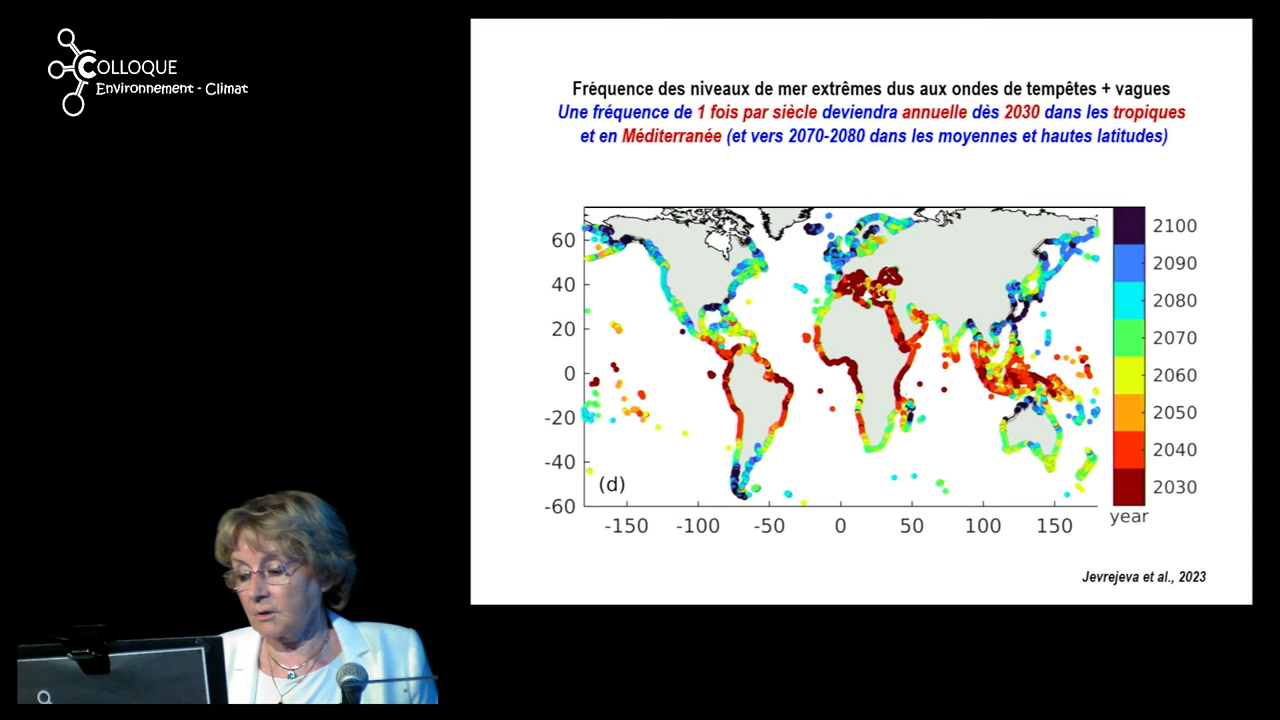 COLLOQUE
Environnement - Climat
Fréquence des niveaux de mer extrêmes dus aux ondes de tempêtes + vagues
Une fréquence de 1 fois par siècle deviendra annuelle dès 2030 dans les tropiques
et en Méditerranée (et vers 2070-2080 dans les moyennes et hautes latitudes)
60
40
20
0
-20
-40
-60
(d)
-150
-100
-50
0
50
100
150
2100
2090
2080
2070
2060
2050
2040
2030
year
Jevrejeva et al., 2023